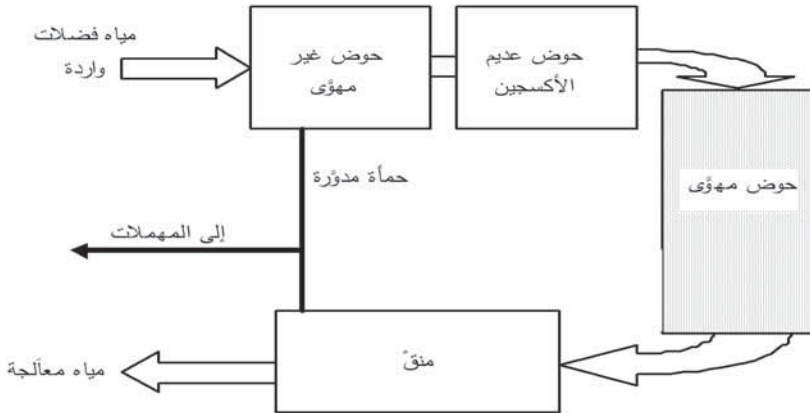 مياه فضلات
واردة
حوض غير
مهوَّى
حوض عديم
الأكسجين
حوض مهوَّى
حمأة مدوَّرة
إلى المهملات
منقّ
مياه معالَجة